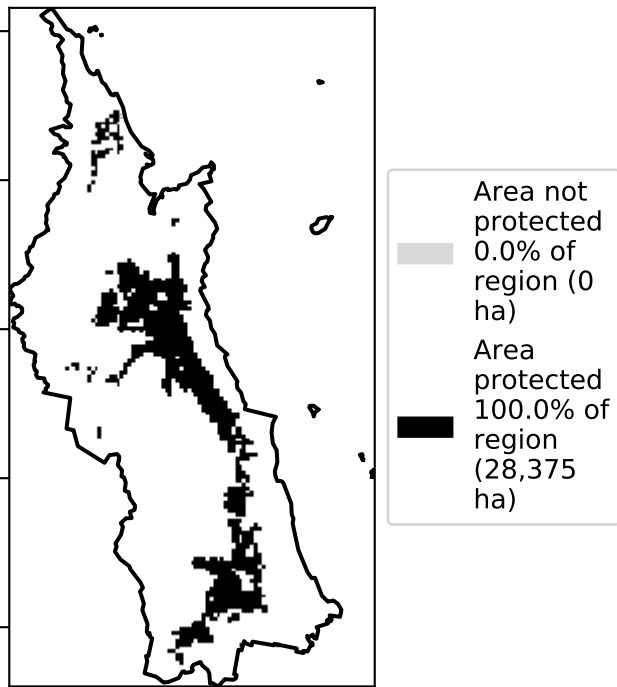 Area not
protected
0.0% of
region (0
ha)
Area
protected
100.0% of
region
(28,375
ha)